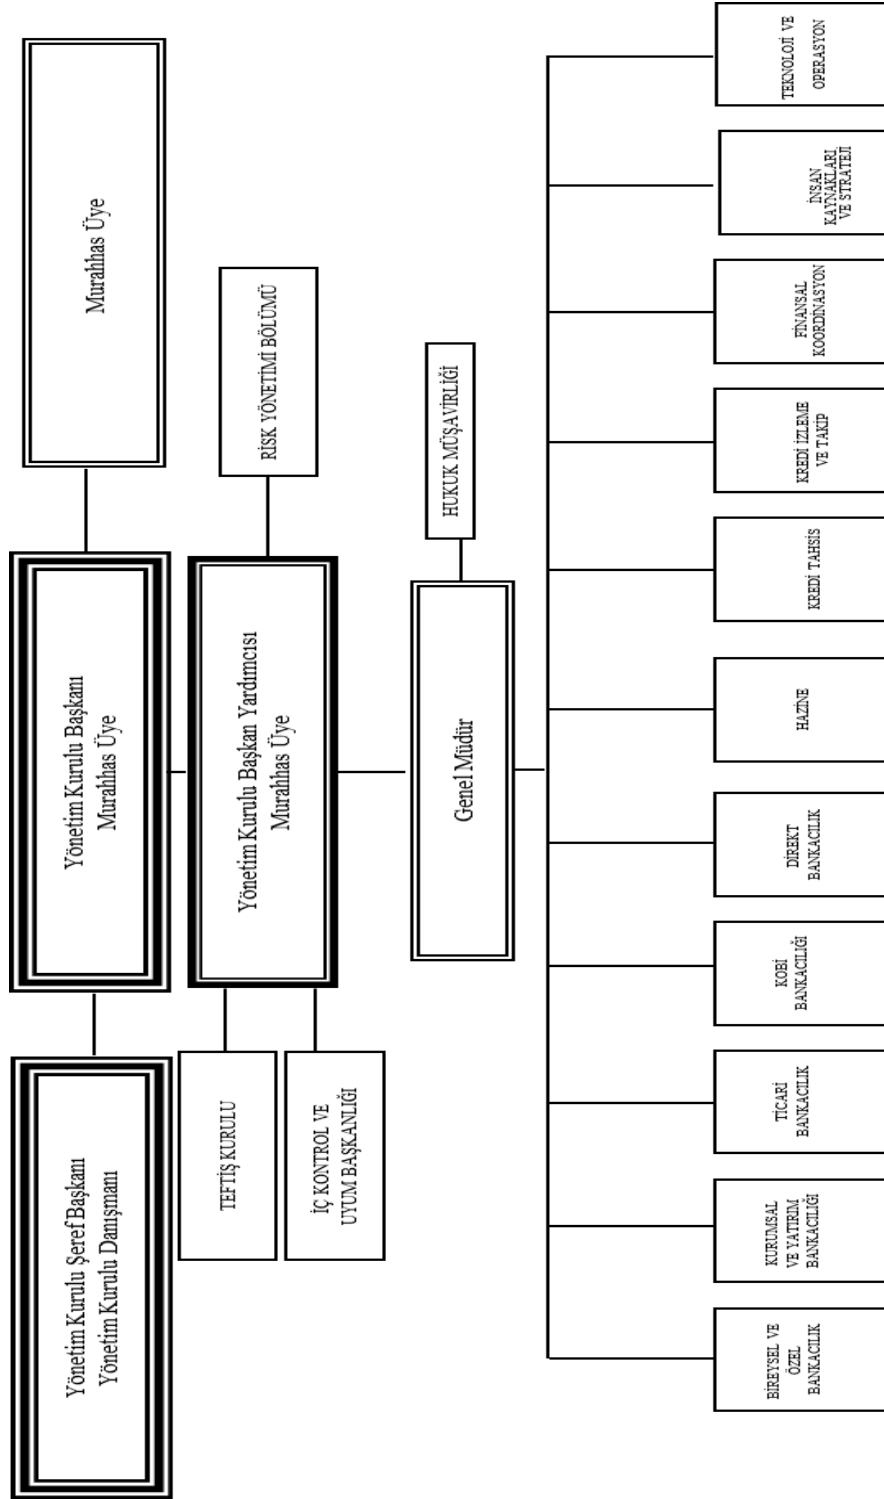 Yönetim Kurulu Şeref Başkanı
Yönetim Kurulu Danışmanı
Yönetim Kurulu Başkanı
Murahhas Üye
Murahhas Üye
TEFTİŞ KURULU
İÇ KONTROL VE
UYUM BAŞKANLIĞI
Yönetim Kurulu Başkan Yardımcısı
Murahhas Üye
RİSK YÖNETİMİ BÖLÜMÜ
Genel Müdür
HUKUK MÜŞAVİRLİĞİ
BİREYSEL VE
ÖZEL
BANKACILIK
KURUMSAL
VE YATIRIM
BANKACILIĞI
TİCARİ
BANKACILIK
KOBİ
BANKACILIĞI
DİREKT
BANKACILIK
HAZİNE
KREDİ TAHSİS
KREDİ İZLEME
VE TAKİP
FİNANSAL
KOORDİNASYON
İNSAN
KAYNAKLARI
VE STRATEJİ
TEKNOLOJİ VE
OPERASYON